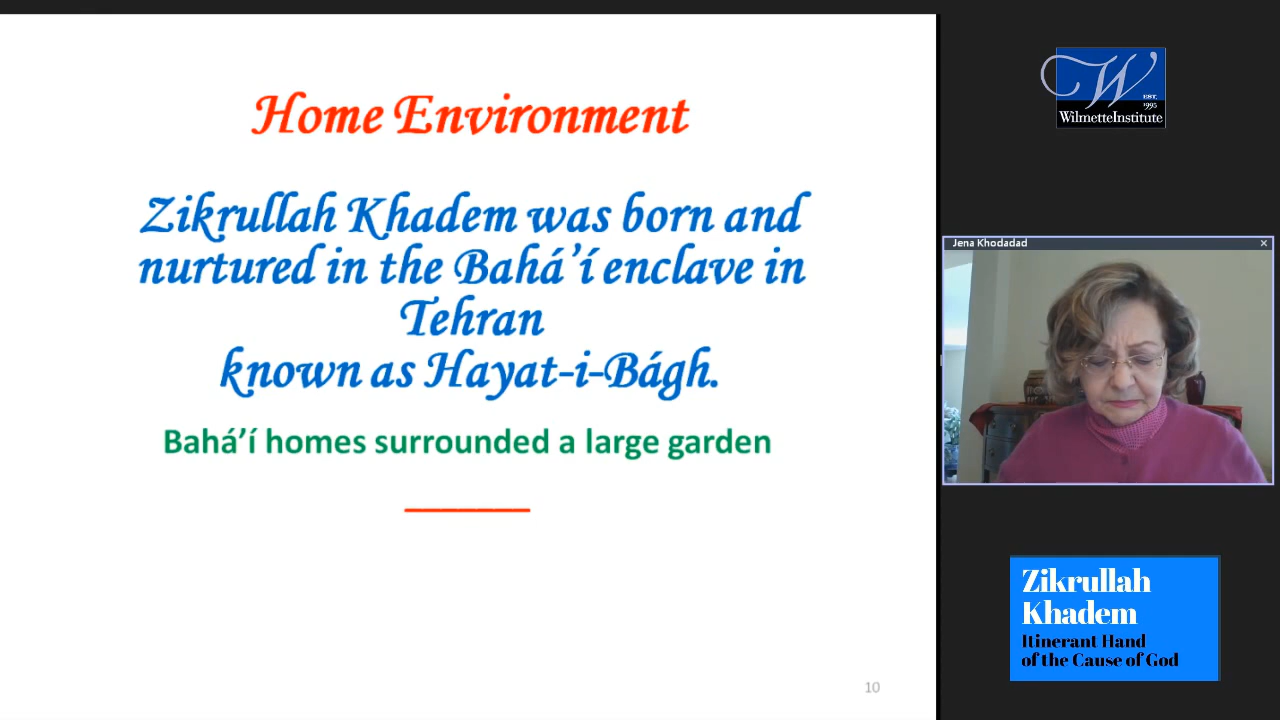 Home Environment
Zikrullah Khadem was born and
nurtured in the Bahá’í enclave in
Tehran
known as Hayat-i-Bágh.
Bahá’í homes surrounded a large garden
10
W
EST.
1995
WilmetteInstitute
Jena Khodadad
Zikrullah
Khadem
Itinerant Hand
of the Cause of God